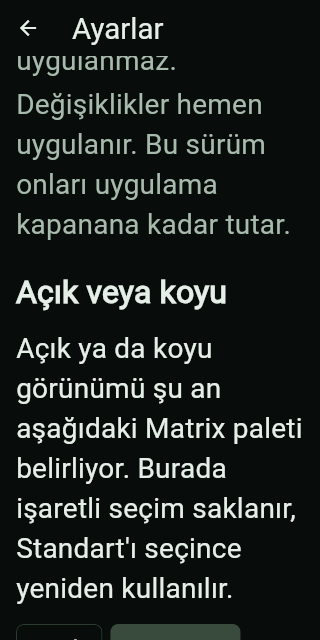 Ayarlar
uygulanmaz.
Değişiklikler hemen
uygulanır. Bu sürüm
onları uygulama
kapanana kadar tutar.
Açık veya koyu
Açık ya da koyu
görünümü şu an
aşağıdaki Matrix paleti
belirliyor. Burada
işaretli seçim saklanır,
Standart'ı seçince
yeniden kullanılır.